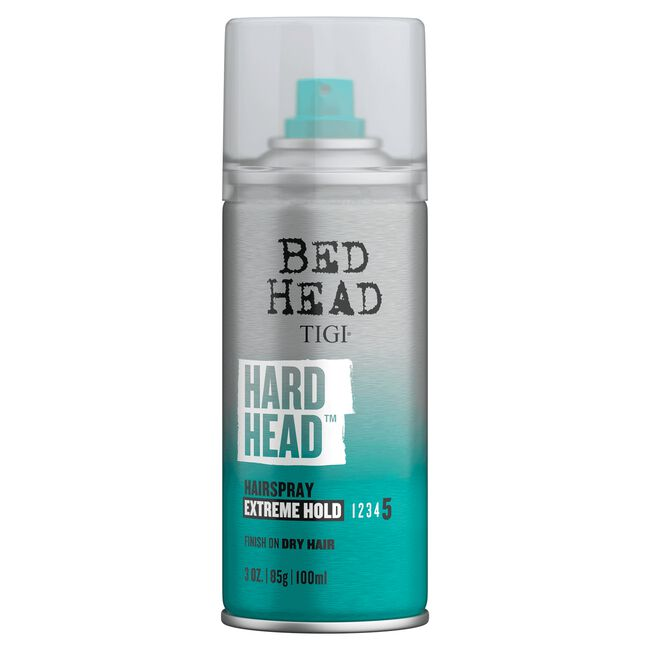 BED
HEAD
TIGI®
HARD
HEAD™
HAIRSPRAY
EXTREME HOLD 12345
FINISH ON DRY HAIR
3 OZ. | 85g | 100ml